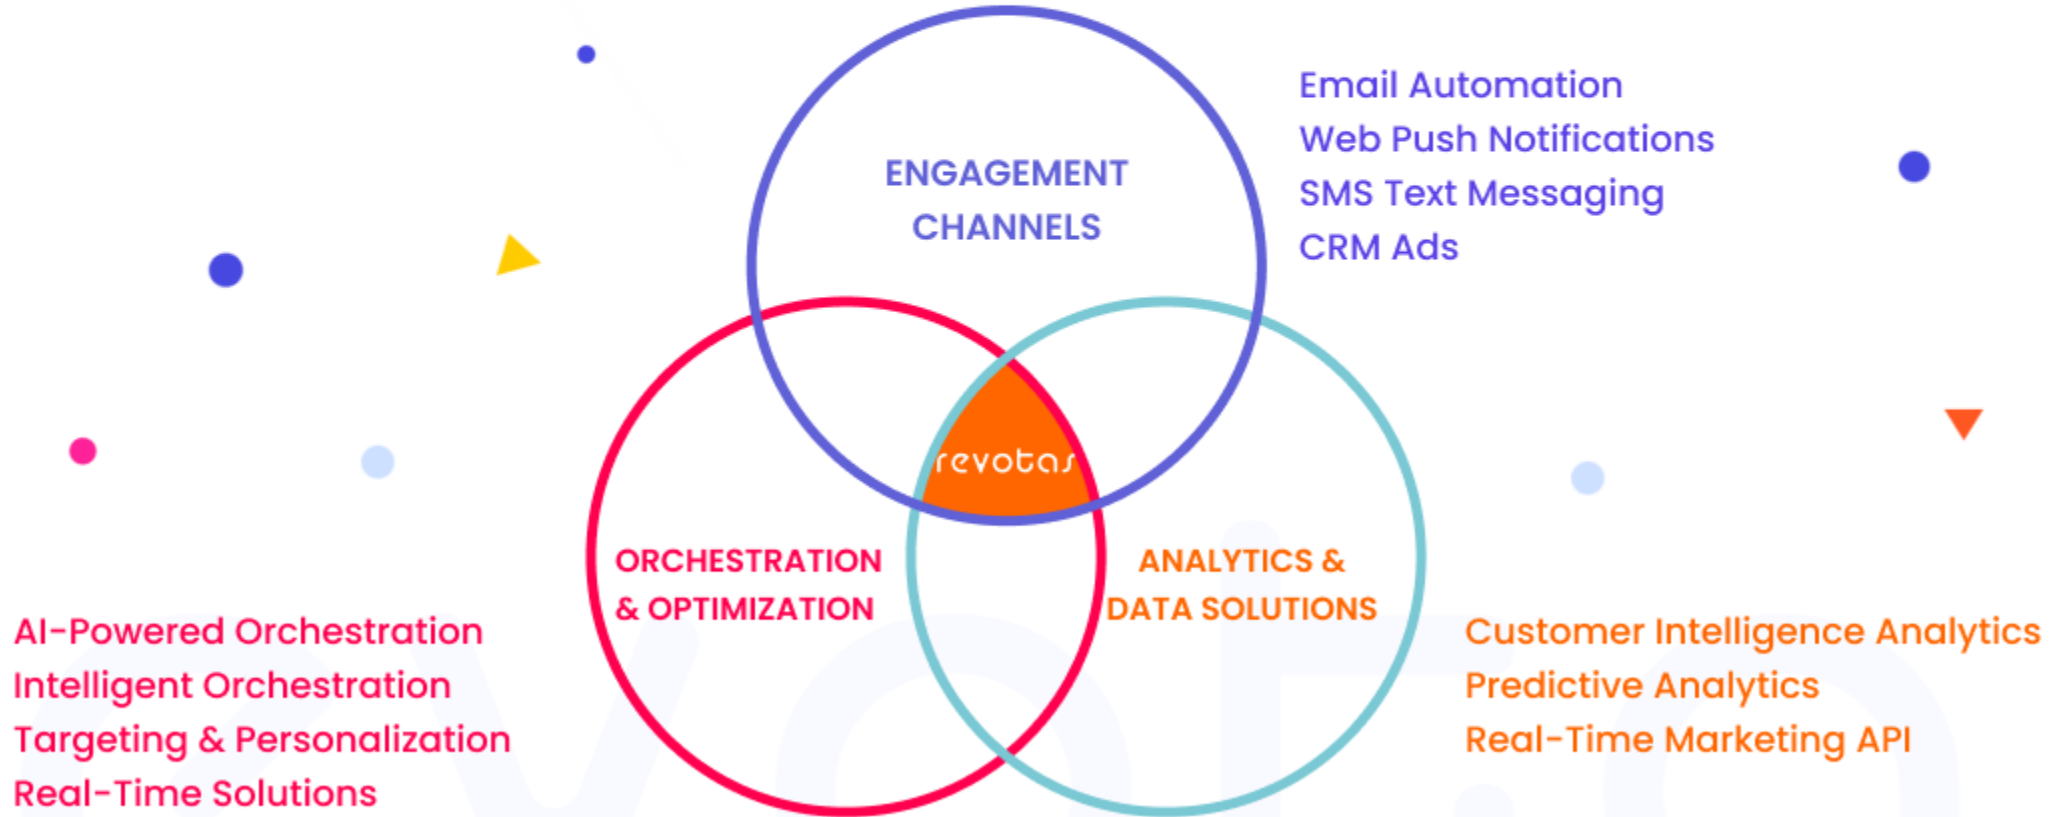 ENGAGEMENT
CHANNELS
Email Automation
Web Push Notifications
SMS Text Messaging
CRM Ads
revotas
ORCHESTRATION
& OPTIMIZATION
ANALYTICS &
DATA SOLUTIONS
AI-Powered Orchestration
Intelligent Orchestration
Targeting & Personalization
Real-Time Solutions
Customer Intelligence Analytics
Predictive Analytics
Real-Time Marketing API